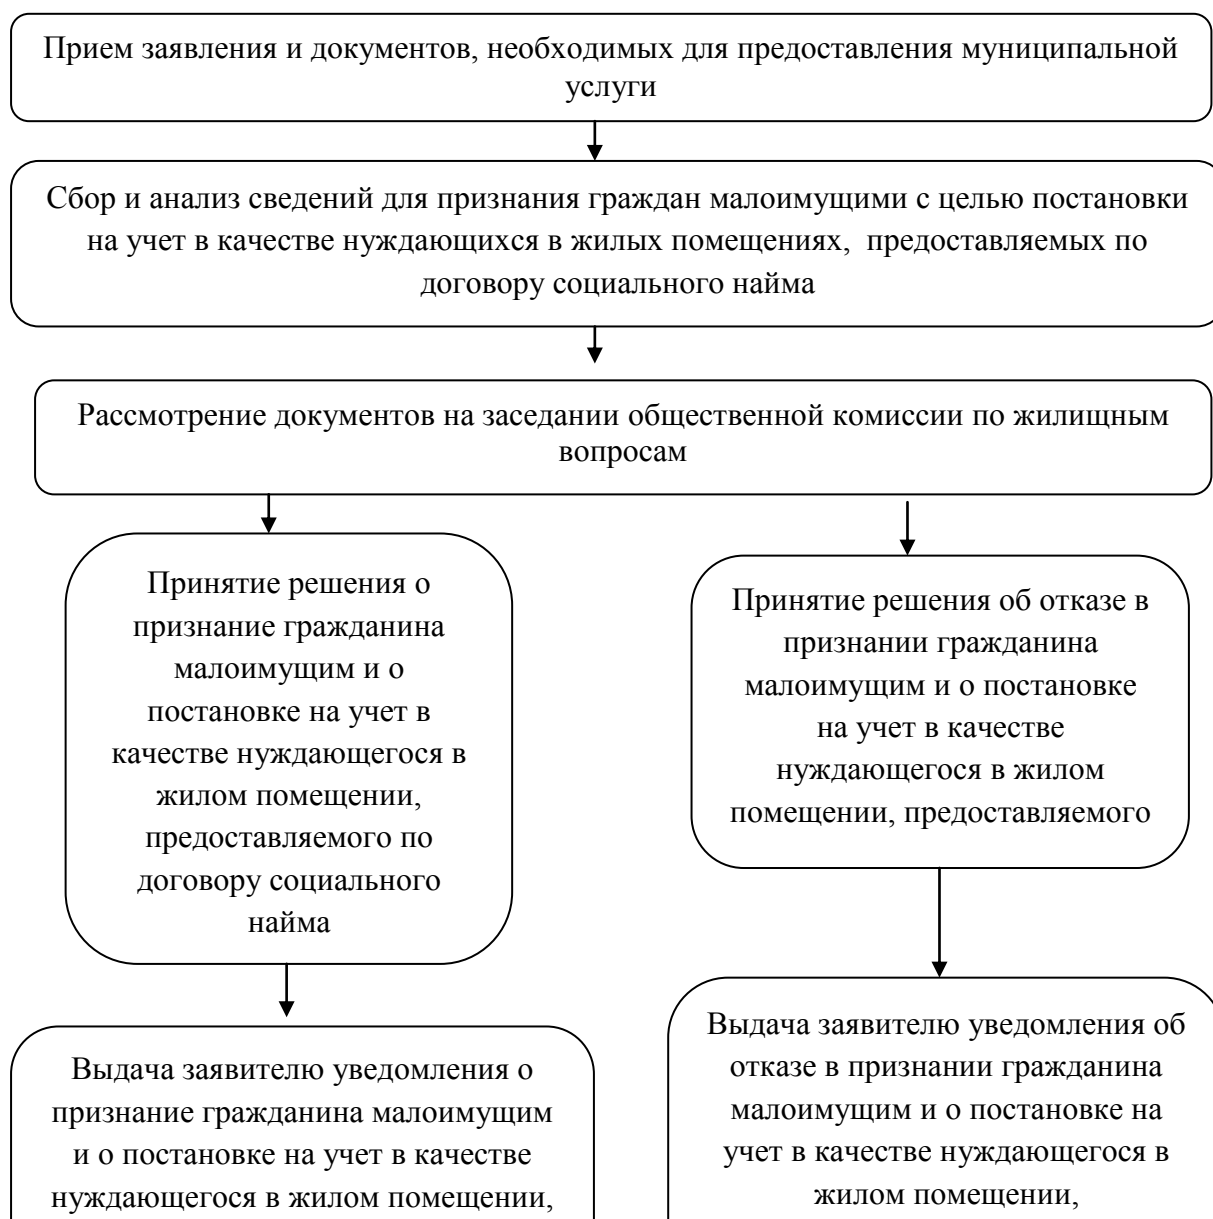 Прием заявления и документов, необходимых для предоставления муниципальной
услуги
Сбор и анализ сведений для признания граждан малоимущими с целью постановки
на учет в качестве нуждающихся в жилых помещениях, предоставляемых по
договору социального найма
Рассмотрение документов на заседании общественной комиссии по жилищным
вопросам
Принятие решения о
признание гражданина
малоимущим и о
постановке на учет в
качестве нуждающегося в
жилом помещении,
предоставляемого по
договору социального
найма
Принятие решения об отказе в
признании гражданина
малоимущим и о постановке
на учет в качестве
нуждающегося в жилом
помещении, предоставляемого
Выдача заявителю уведомления о
признание гражданина малоимущим
и о постановке на учет в качестве
нуждающегося в жилом помещении,
Выдача заявителю уведомления об
отказе в признании гражданина
малоимущим и о постановке на
учет в качестве нуждающегося в
жилом помещении,